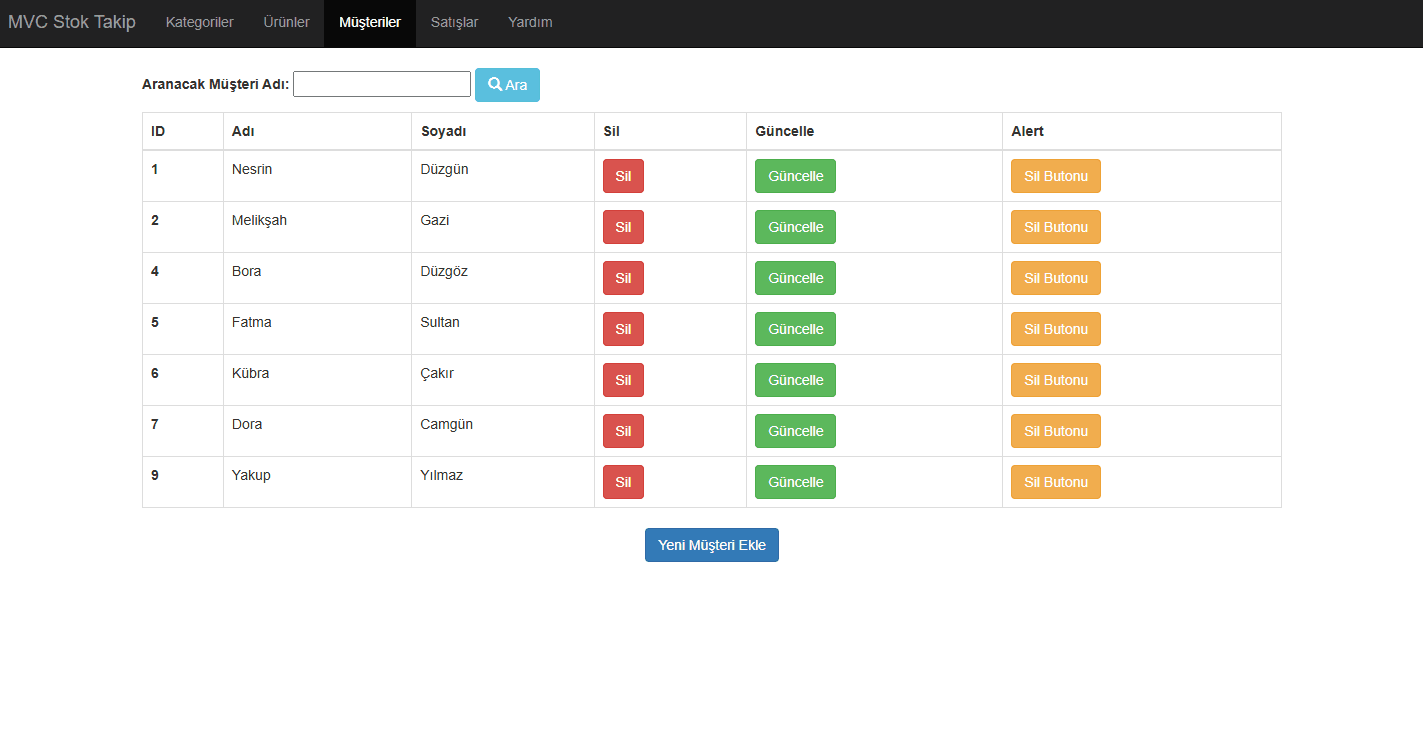 MVC Stok Takip Kategoriler Ürünler Müşteriler Satışlar Yardım
Aranacak Müşteri Adı: Ara
ID Adı Soyadı Sil Güncelle Alert
1 Nesrin Düzgün Sil Güncelle Sil Butonu
2 Melikşah Gazi Sil Güncelle Sil Butonu
4 Bora Düzgöz Sil Güncelle Sil Butonu
5 Fatma Sultan Sil Güncelle Sil Butonu
6 Kübra Çakır Sil Güncelle Sil Butonu
7 Dora Camgün Sil Güncelle Sil Butonu
9 Yakup Yılmaz Sil Güncelle Sil Butonu
Yeni Müşteri Ekle